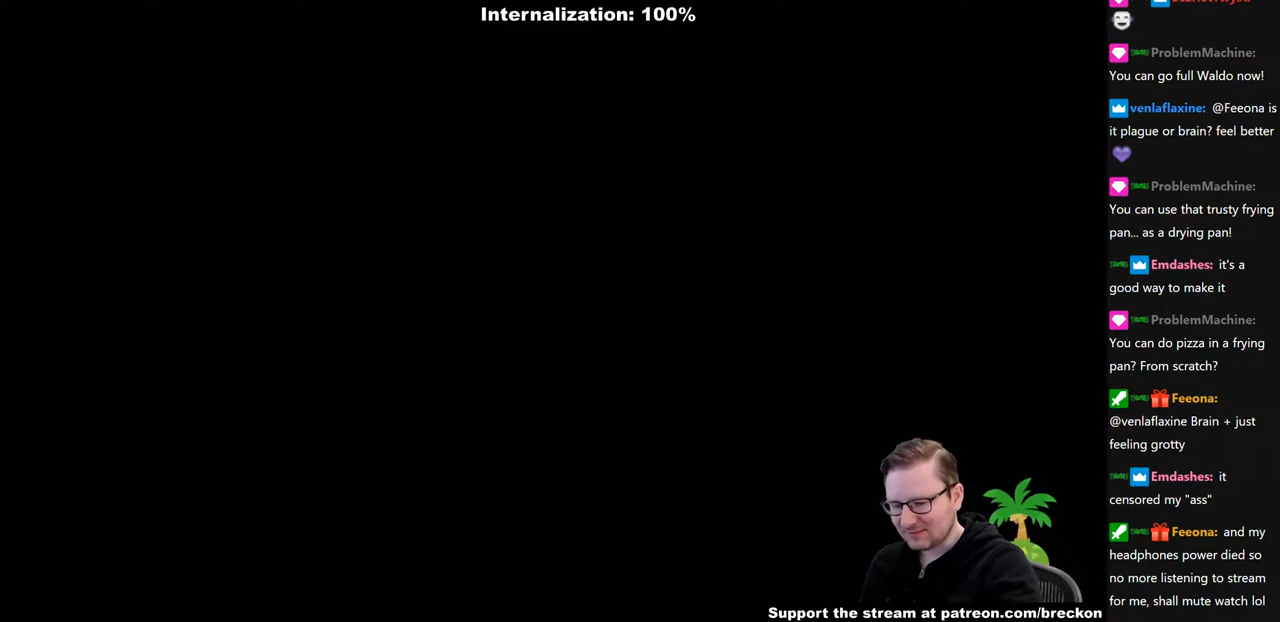 Internalization: 100%
ProblemMachine:
You can go full Waldo now!
venlaflaxine: @Feeona is
it plague or brain? feel better
ProblemMachine:
You can use that trusty frying
pan... as a drying pan!
Emdashes: it's a
good way to make it
ProblemMachine:
You can do pizza in a frying
pan? From scratch?
Feeona:
@venlaflaxine Brain + just
feeling grotty
Emdashes: it
censored my "ass"
Feeona: and my
headphones power died so
no more listening to stream
for me, shall mute watch lol
Support the stream at patreon.com/breckon